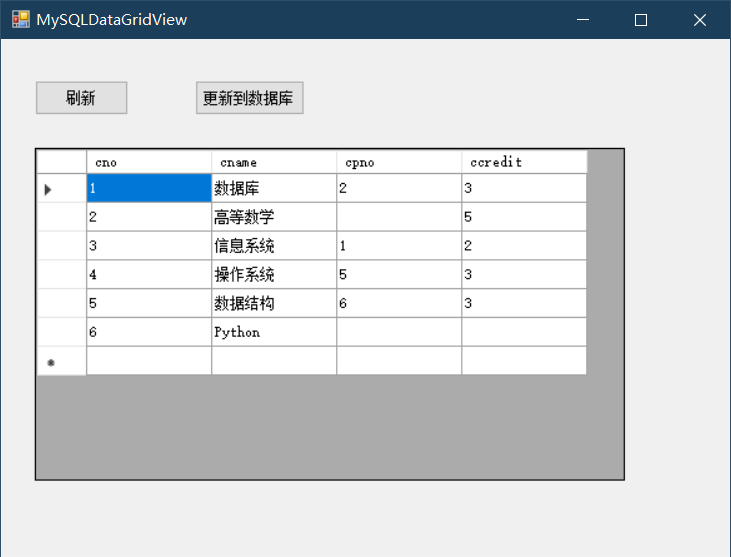 MySQLDataGridView
刷新 更新到数据库
cno cname cpno ccredit
1 数据库 2 3
2 高等数学 5
3 信息系统 1 2
4 操作系统 5 3
5 数据结构 6 3
6 Python